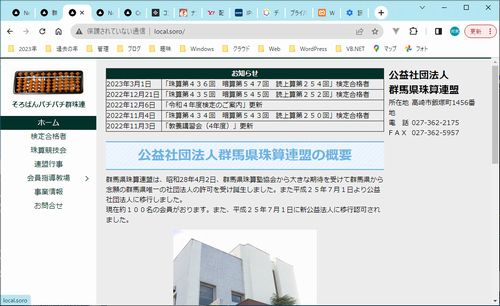 保護されていない通信
local.soro/
更新
2023年
過去の年
管理
ブログ
趣味
Windows
クラウド
Web
WordPress
VB.NET
マップ
フォト
そろばんパチパチ群珠連
ホーム
検定合格者
珠算競技会
連盟行事
会員指導教場
事業情報
お問合せ
お知らせ
2023年3月1日 「珠算第４３６回　暗算第５４７回　読上算第２５４回」検定合格者
2022年12月21日 「珠算第４３５回　暗算第５４５回　読上算第２５２回」検定合格者
2022年12月6日 「令和４年度検定のご案内」更新
2022年11月4日 「珠算第４３４回　暗算第５４３回　読上算第２５０回」検定合格者
2022年11月3日 「教養講習会（4年度）」更新
公益社団法人群馬県珠算連盟の概要
群馬県珠算連盟は、昭和28年4月2日、群馬県珠算塾協会から大きな期待を受けて群馬県から
念願の群馬県唯一の社団法人の許可を受け誕生しました。また平成２５年７月１日より公益
社団法人に移行しました。
現在約１００名の会員がおります。また、平成２５年７月１日に新公益法人に移行認可されま
した。
公益社団法人
群馬県珠算連盟
所在地 高崎市飯塚町1456番
地
電　話 027-362-2175
ＦＡＸ 027-362-5957
local.soro